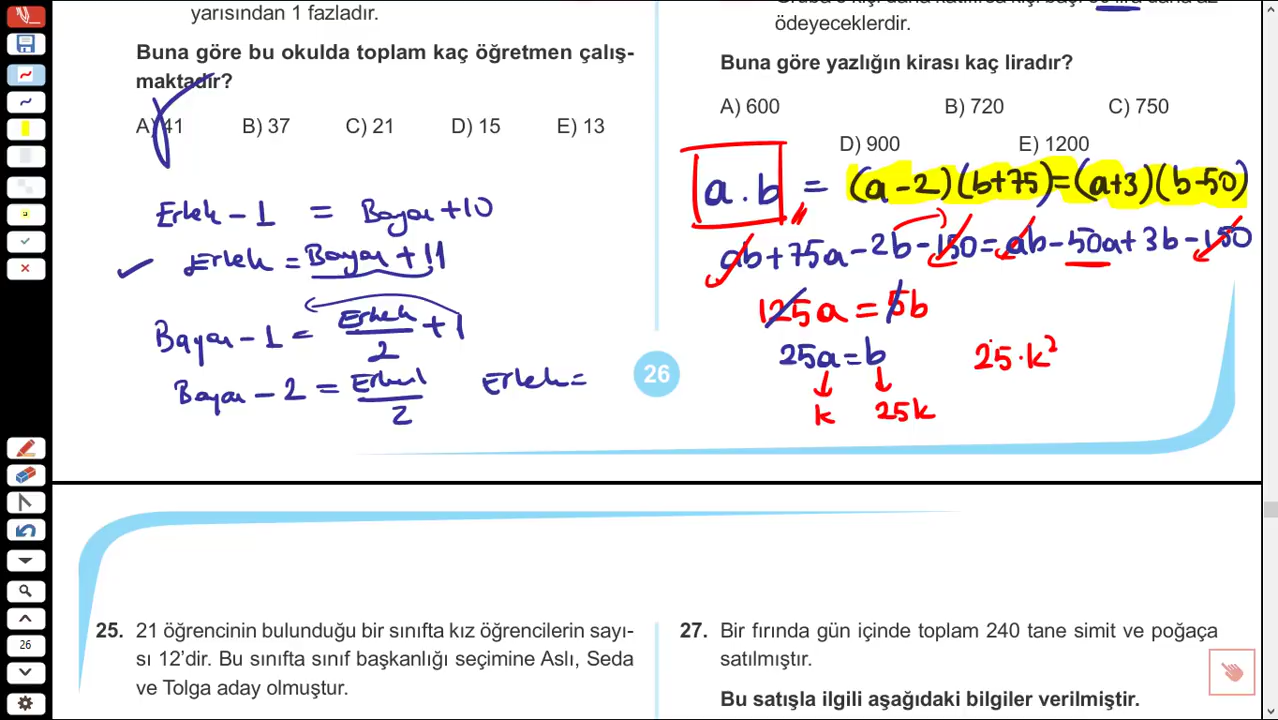 yarısından 1 fazladır.
Buna göre bu okulda toplam kaç öğretmen çalış-
maktadır?
A) 41 B) 37 C) 21 D) 15 E) 13
Erkek - 1 = Bayan + 10
Erkek = Bayan + 11
Bayan - 1 = Erkek/2 + 1
Bayan - 2 = Erkek/2 Erkek =
ödeyeceklerdir.
Buna göre yazlığın kirası kaç liradır?
A) 600 B) 720 C) 750
D) 900 E) 1200
a.b = (a-2)(b+75)=(a+3)(b-50)
ab+75a-2b-150=ab-50a+3b-150
125a = 5b
25a=b 25.k²
k 25k
26
25. 21 öğrencinin bulunduğu bir sınıfta kız öğrencilerin sayı-
sı 12'dir. Bu sınıfta sınıf başkanlığı seçimine Aslı, Seda
ve Tolga aday olmuştur.
27. Bir fırında gün içinde toplam 240 tane simit ve poğaça
satılmıştır.
Bu satışla ilgili aşağıdaki bilgiler verilmiştir.
26